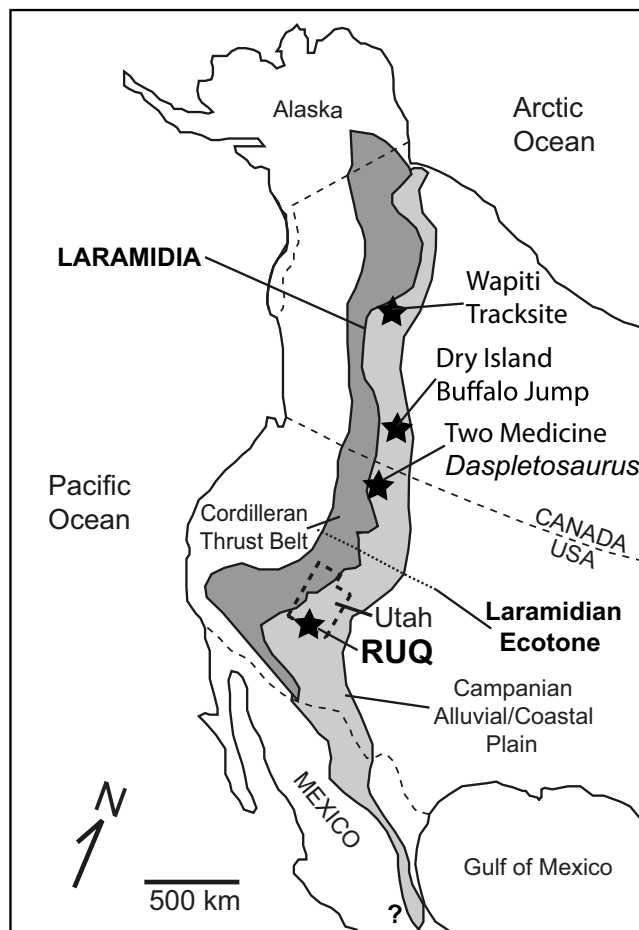 Alaska
Arctic
Ocean
LARAMIDIA
Wapiti
Tracksite
Dry Island
Buffalo Jump
Two Medicine
Daspletosaurus
Pacific
Ocean
Cordilleran
Thrust Belt
CANADA
USA
Utah
Laramidian
Ecotone
RUQ
Campanian
Alluvial/Coastal
Plain
MEXICO
N
500 km
Gulf of Mexico
?